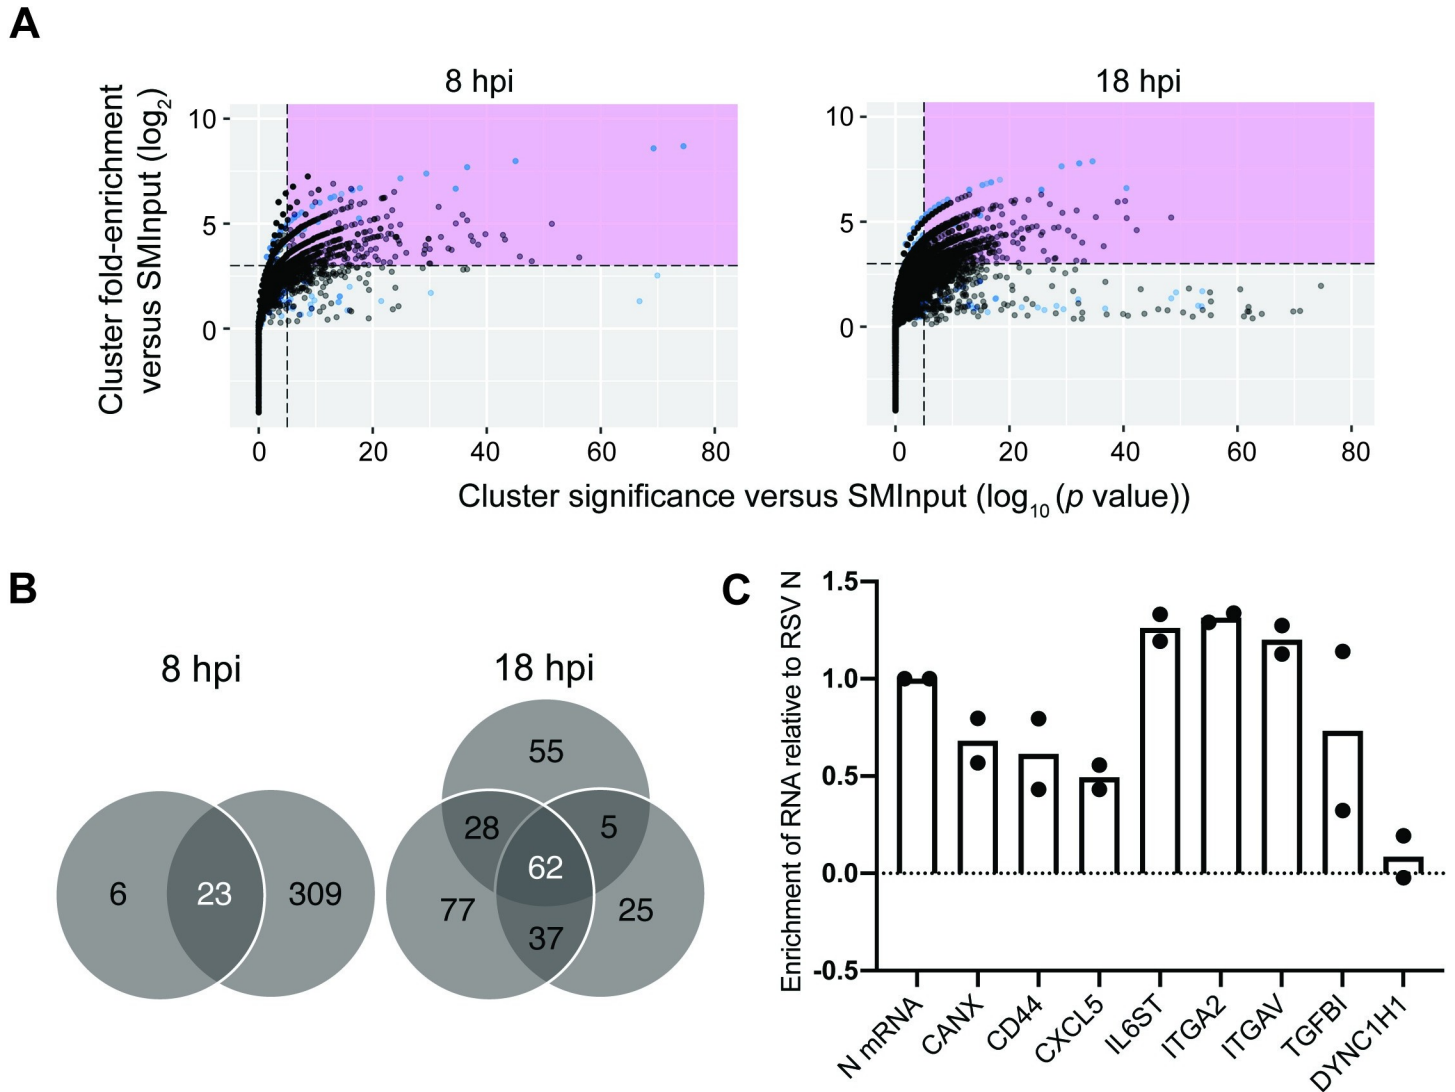 A
8 hpi
18 hpi
Cluster fold-enrichment
versus SMInput (log2)
10
5
0
0 20 40 60 80
10
5
0
0 20 40 60 80
Cluster significance versus SMInput (log10 (p value))
B
8 hpi
18 hpi
6 23 309
55
28 5
62
77 25
37
C
Enrichment of RNA relative to RSV N
1.5
1.0
0.5
0.0
-0.5
N mRNA
CANX
CD44
CXCL5
IL6ST
ITGA2
ITGAV
TGFBI
DYNC1H1